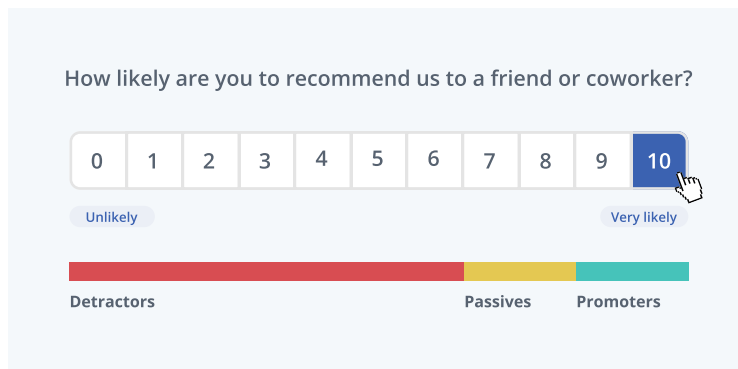 How likely are you to recommend us to a friend or coworker?
0 1 2 3 4 5 6 7 8 9 10
Unlikely Very likely
Detractors Passives Promoters